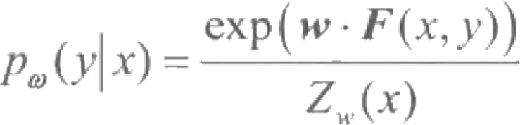 p_ω(y|x) = exp(w · F(x, y)) / Z_w(x)